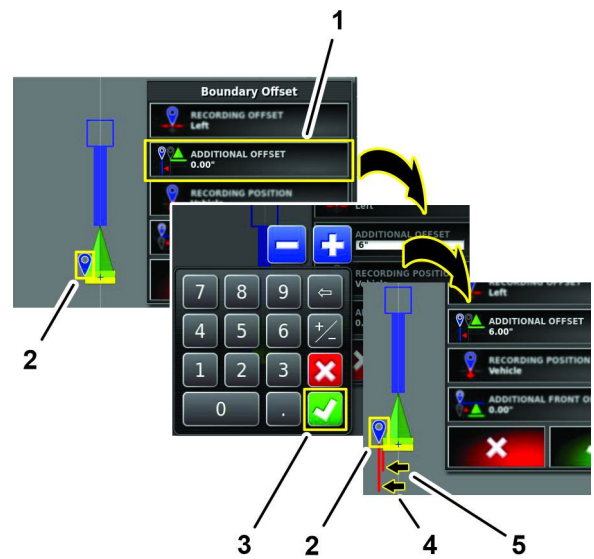 1
Boundary Offset
RECORDING OFFSET
Left
ADDITIONAL OFFSET
0.00"
RECORDING POSITION
Vehicle
2
Left
ADDITIONAL OFFSET
6"
RECORDING POSITIO
7 8 9
4 5 6 +/-
1 2 3
0 .
RECORDING OFFSET
Left
ADDITIONAL OFFSET
6.00"
RECORDING POSITION
Vehicle
ADDITIONAL FRONT O
0.00"
3
2
4
5